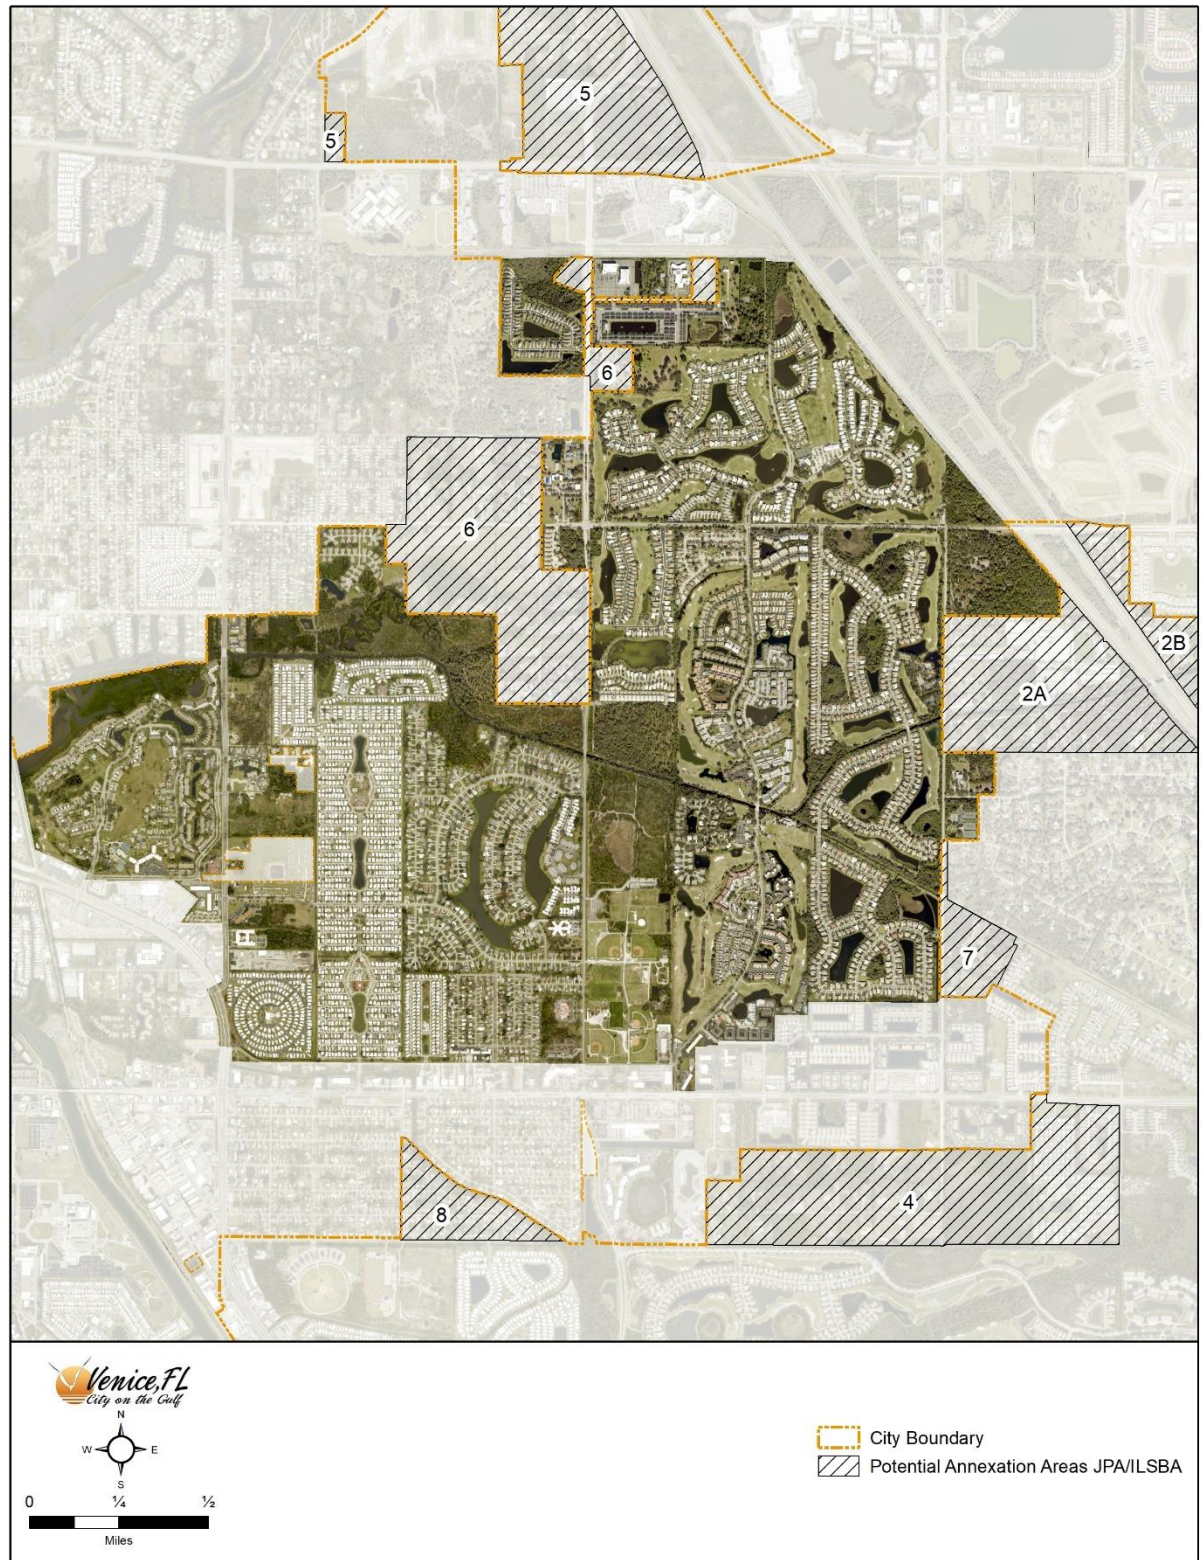 5
5
6
6
2B
2A
7
4
8
Venice, FL
City on the Gulf
N
W E
S
0 ¼ ½
Miles
City Boundary
Potential Annexation Areas JPA/ILSBA